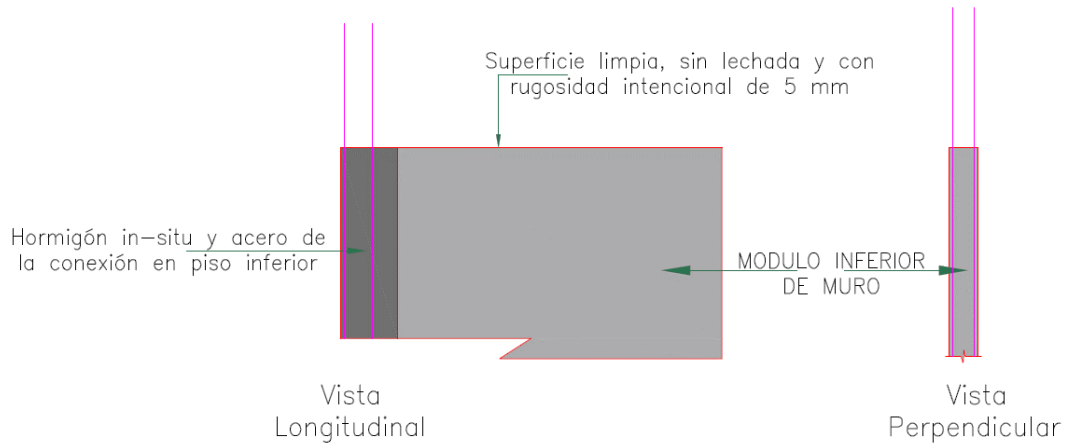 Superficie limpia, sin lechada y con
rugosidad intencional de 5 mm
Hormigón in-situ y acero de
la conexión en piso inferior
MODULO INFERIOR
DE MURO
Vista
Longitudinal
Vista
Perpendicular